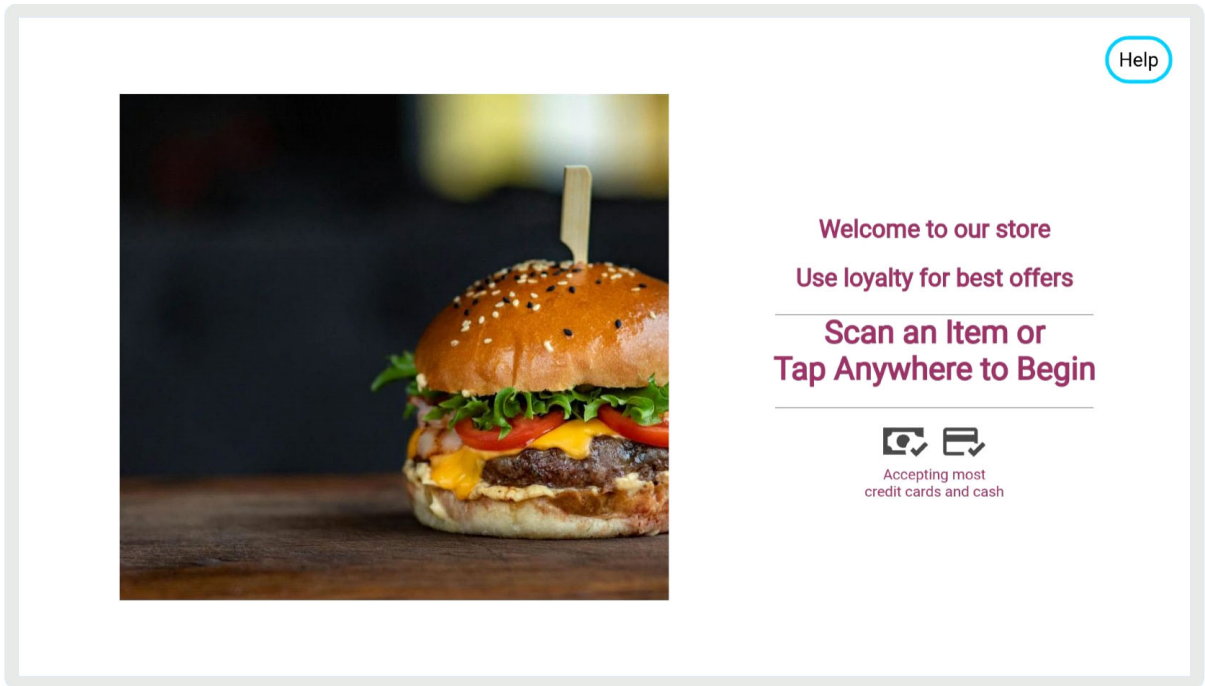 Help
Welcome to our store
Use loyalty for best offers
Scan an Item or
Tap Anywhere to Begin
Accepting most
credit cards and cash